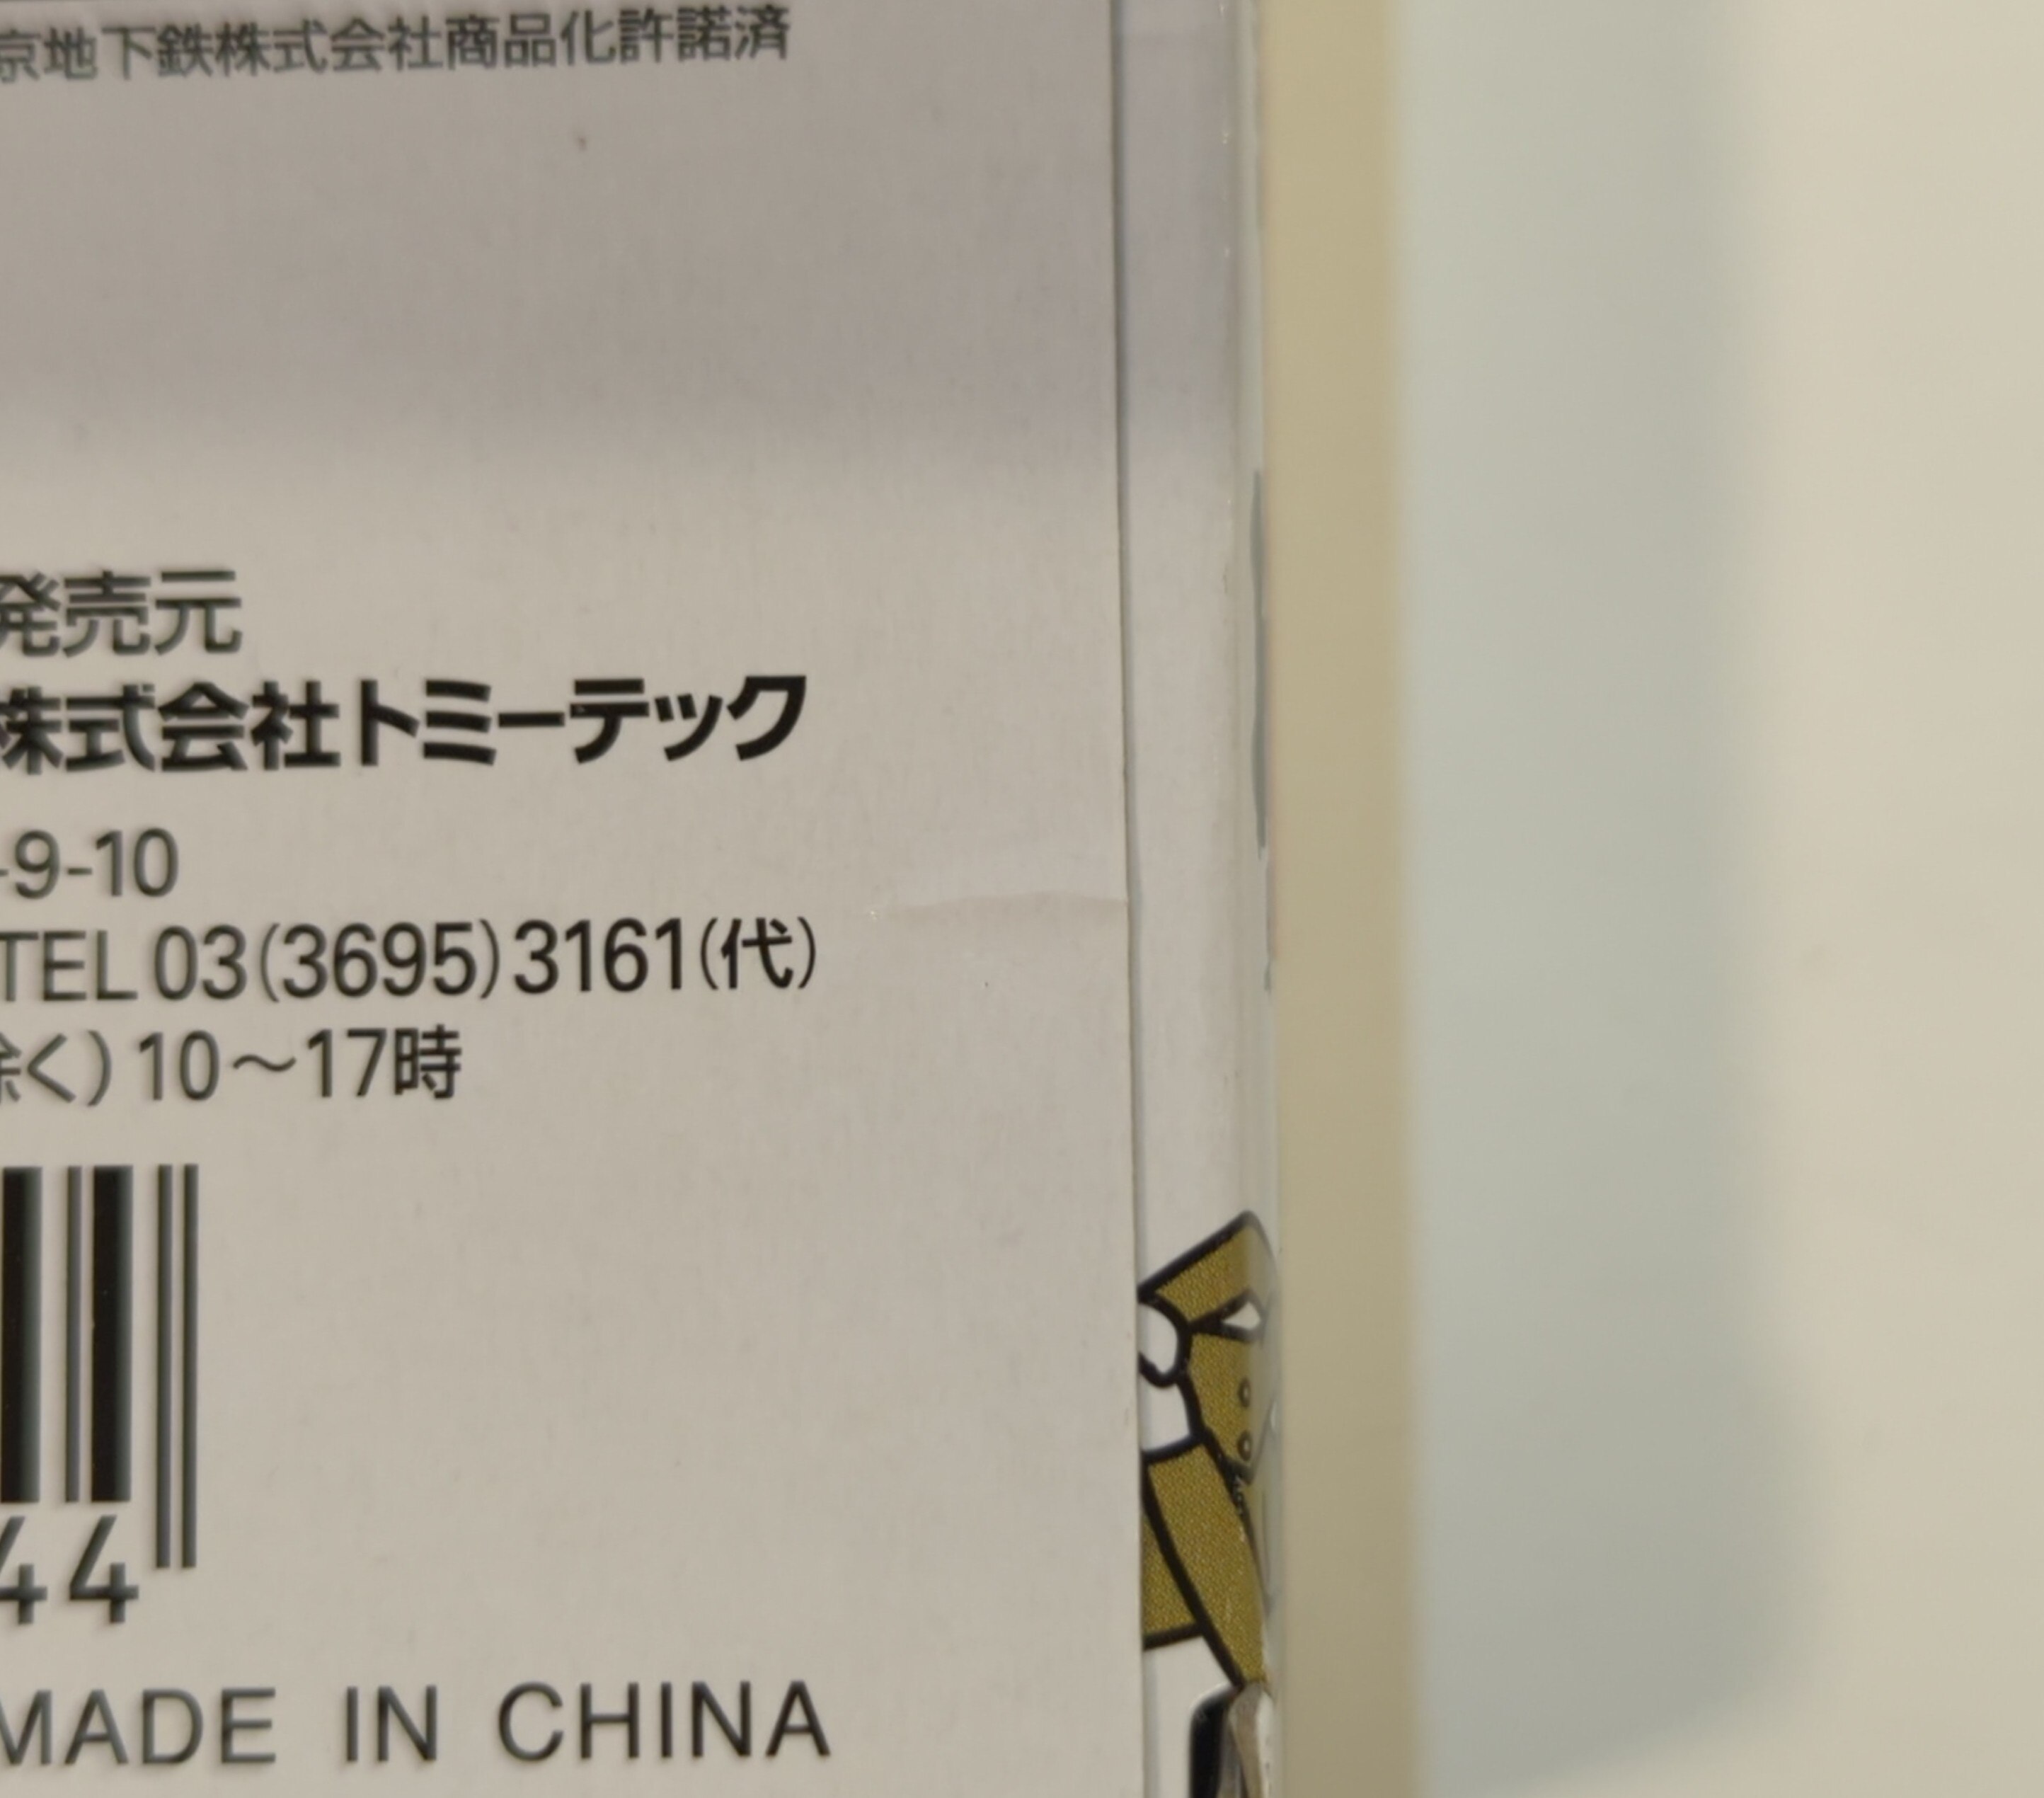 京地下鉄株式会社商品化許諾済
発売元
株式会社トミーテック
-9-10
TEL 03(3695)3161(代)
除く) 10～17時
44
MADE IN CHINA